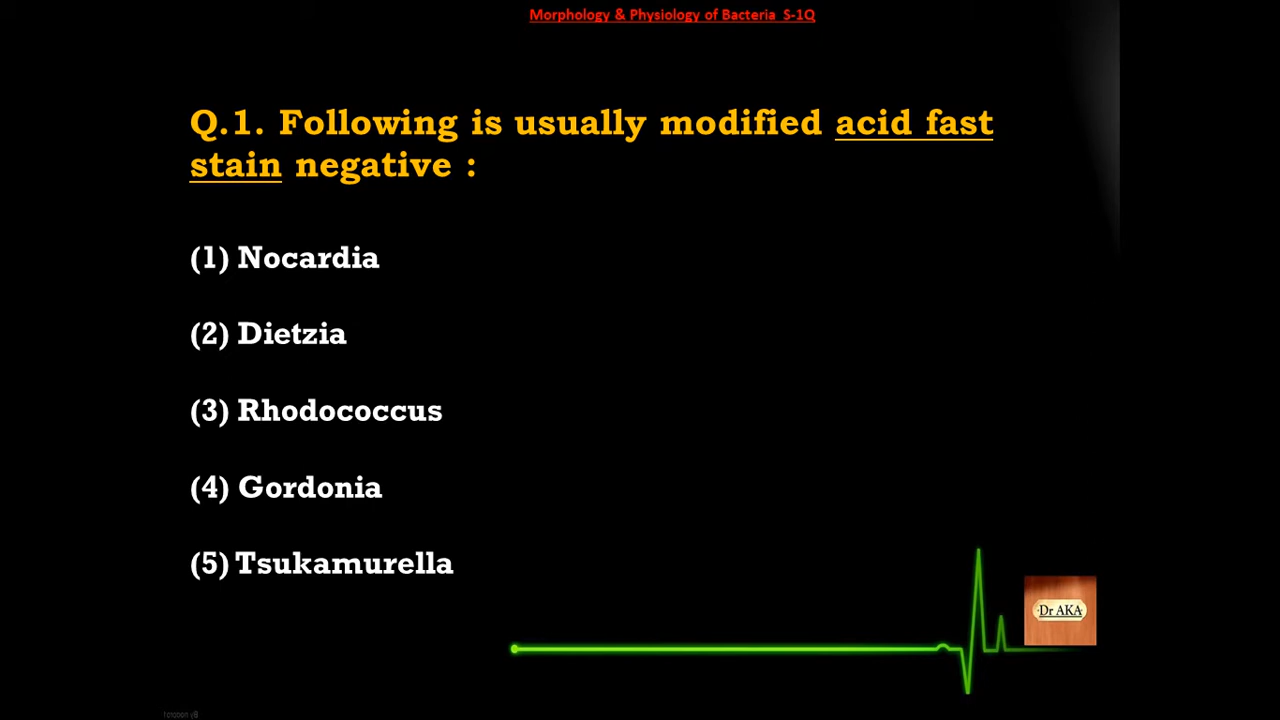 Morphology & Physiology of Bacteria S-1Q
Q.1. Following is usually modified acid fast
stain negative :
(1) Nocardia
(2) Dietzia
(3) Rhodococcus
(4) Gordonia
(5) Tsukamurella
Dr AKA